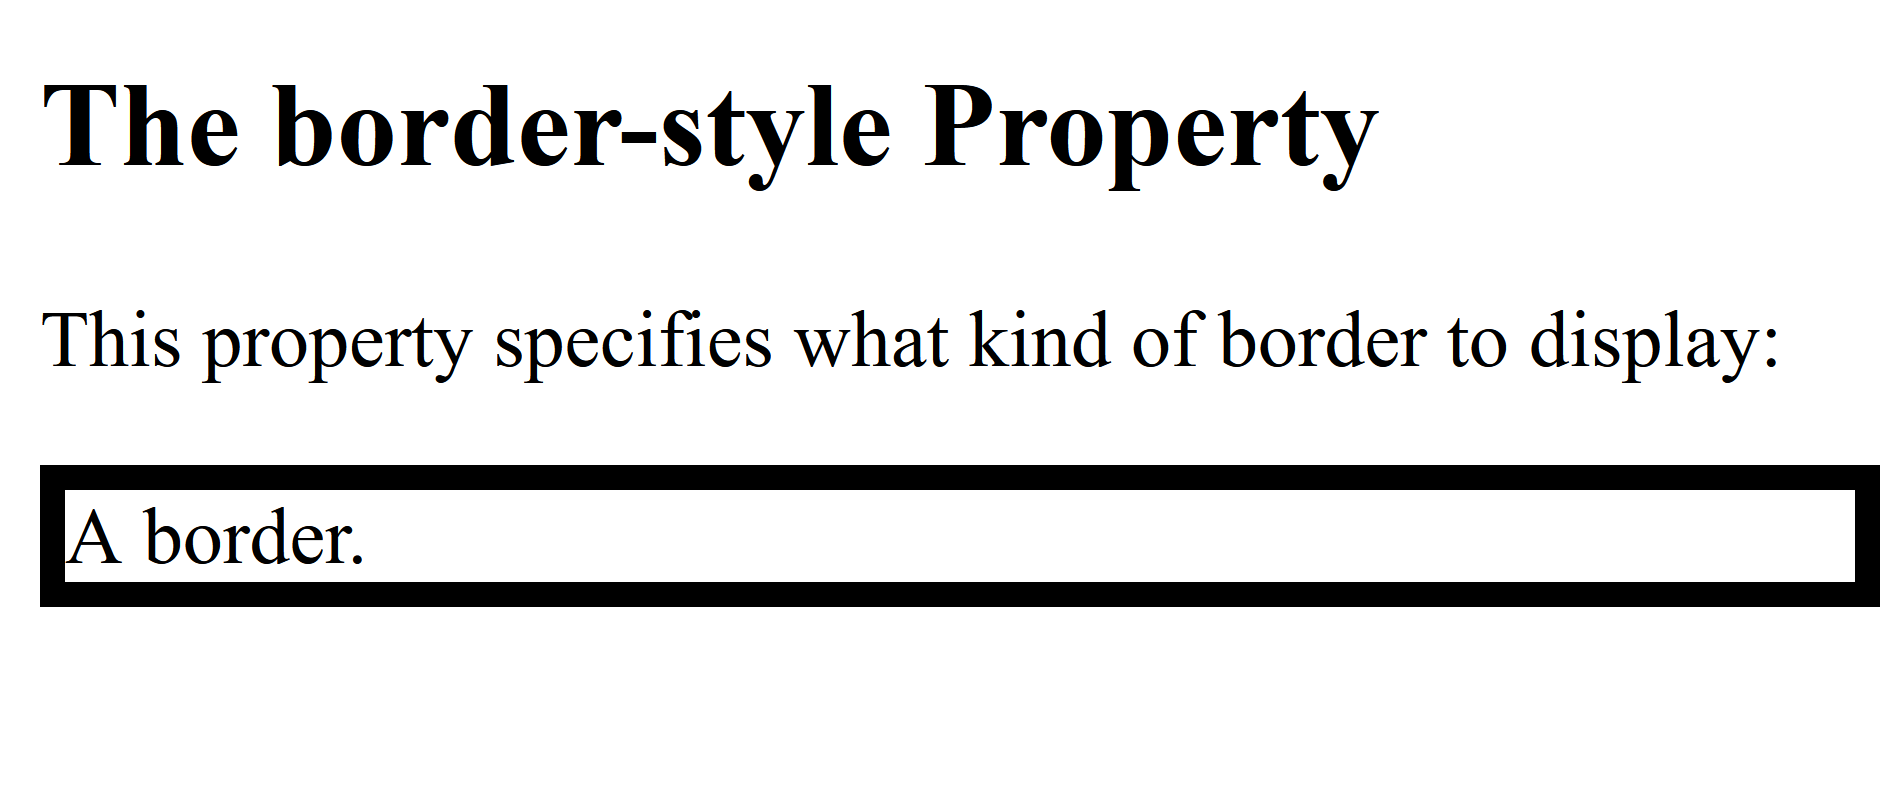 The border-style Property
This property specifies what kind of border to display:
A border.